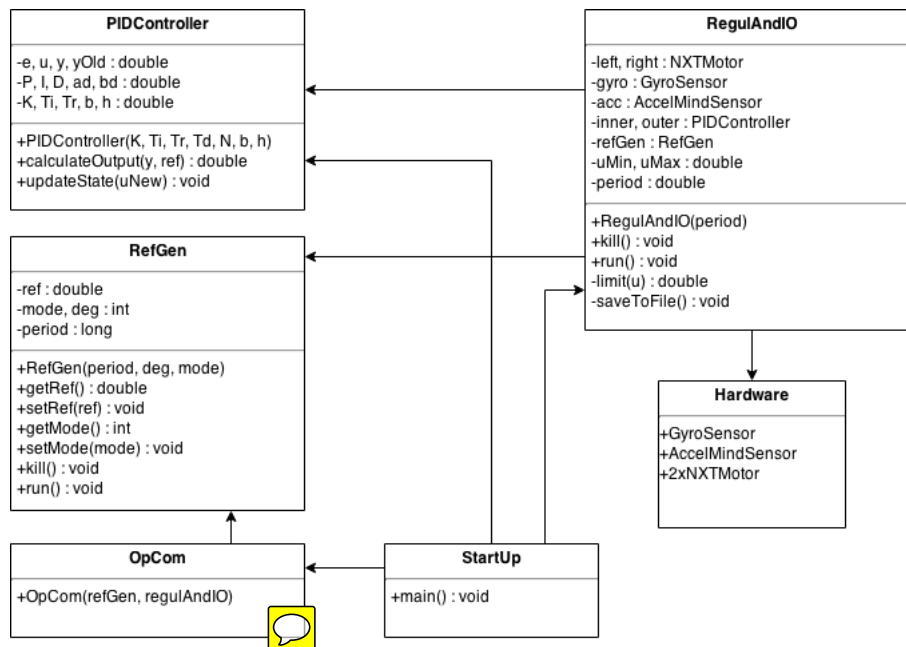 PIDController
-e, u, y, yOld : double
-P, I, D, ad, bd : double
-K, Ti, Tr, b, h : double
+PIDController(K, Ti, Tr, Td, N, b, h)
+calculateOutput(y, ref) : double
+updateState(uNew) : void
RegulAndIO
-left, right : NXTMotor
-gyro : GyroSensor
-acc : AccelMindSensor
-inner, outer : PIDController
-refGen : RefGen
-uMin, uMax : double
-period : double
+RegulAndIO(period)
+kill() : void
+run() : void
-limit(u) : double
-saveToFile() : void
RefGen
-ref : double
-mode, deg : int
-period : long
+RefGen(period, deg, mode)
+getRef() : double
+setRef(ref) : void
+getMode() : int
+setMode(mode) : void
+kill() : void
+run() : void
Hardware
+GyroSensor
+AccelMindSensor
+2xNXTMotor
OpCom
+OpCom(refGen, regulAndIO)
StartUp
+main() : void